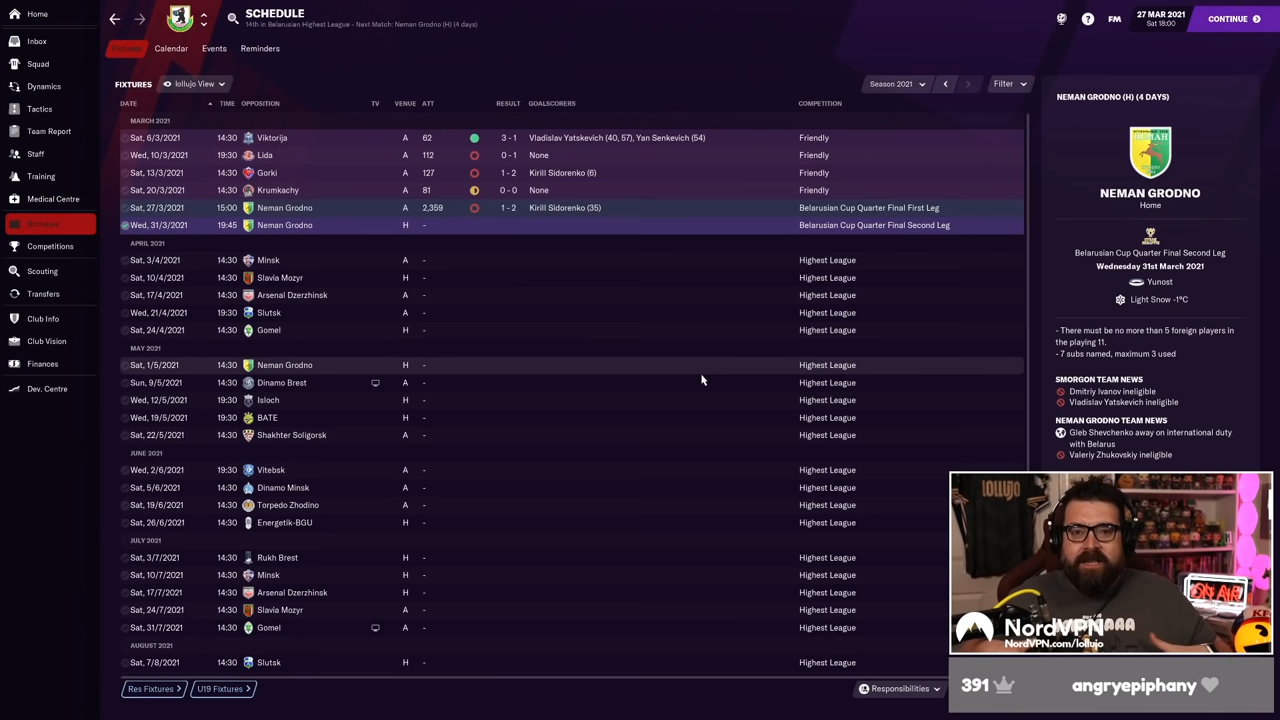 Home
SCHEDULE
14th in Belarusian Highest League - Next Match: Neman Grodno (H) (4 days)
FM
27 MAR 2021
Sat 18:00
CONTINUE
Inbox
Squad
Dynamics
Tactics
Team Report
Staff
Training
Medical Centre
Schedule
Competitions
Scouting
Transfers
Club Info
Club Vision
Finances
Dev. Centre
Fixtures Calendar Events Reminders
FIXTURES lollujo View Season 2021 Filter
DATE TIME OPPOSITION TV VENUE ATT RESULT GOALSCORERS COMPETITION
MARCH 2021
Sat, 6/3/2021 14:30 Viktorija A 62 3 - 1 Vladislav Yatskevich (40, 57), Yan Senkevich (54) Friendly
Wed, 10/3/2021 19:30 Lida A 112 0 - 1 None Friendly
Sat, 13/3/2021 14:30 Gorki A 127 1 - 2 Kirill Sidorenko (6) Friendly
Sat, 20/3/2021 14:30 Krumkachy A 81 0 - 0 None Friendly
Sat, 27/3/2021 15:00 Neman Grodno A 2,359 1 - 2 Kirill Sidorenko (35) Belarusian Cup Quarter Final First Leg
Wed, 31/3/2021 19:45 Neman Grodno H - Belarusian Cup Quarter Final Second Leg
APRIL 2021
Sat, 3/4/2021 14:30 Minsk A - Highest League
Sat, 10/4/2021 14:30 Slavia Mozyr H - Highest League
Sat, 17/4/2021 14:30 Arsenal Dzerzhinsk A - Highest League
Wed, 21/4/2021 19:30 Slutsk A - Highest League
Sat, 24/4/2021 14:30 Gomel H - Highest League
MAY 2021
Sat, 1/5/2021 14:30 Neman Grodno H - Highest League
Sun, 9/5/2021 14:30 Dinamo Brest A - Highest League
Wed, 12/5/2021 19:30 Isloch H - Highest League
Wed, 19/5/2021 19:30 BATE H - Highest League
Sat, 22/5/2021 14:30 Shakhter Soligorsk A - Highest League
JUNE 2021
Wed, 2/6/2021 19:30 Vitebsk A - Highest League
Sat, 5/6/2021 14:30 Dinamo Minsk A - Highest League
Sat, 19/6/2021 14:30 Torpedo Zhodino A - Highest League
Sat, 26/6/2021 14:30 Energetik-BGU H - Highest League
JULY 2021
Sat, 3/7/2021 14:30 Rukh Brest H - Highest League
Sat, 10/7/2021 14:30 Minsk H - Highest League
Sat, 17/7/2021 14:30 Arsenal Dzerzhinsk H - Highest League
Sat, 24/7/2021 14:30 Slavia Mozyr A - Highest League
Sat, 31/7/2021 14:30 Gomel A - Highest League
AUGUST 2021
Sat, 7/8/2021 14:30 Slutsk H - Highest League
Res Fixtures U19 Fixtures Responsibilities
NEMAN GRODNO (H) (4 DAYS)
NEMAN GRODNO
Home
Belarusian Cup Quarter Final Second Leg
Wednesday 31st March 2021
Yunost
Light Snow -1°C
- There must be no more than 5 foreign players in
the playing 11.
- 7 subs named, maximum 3 used
SMORGON TEAM NEWS
Dmitriy Ivanov ineligible
Vladislav Yatskevich ineligible
NEMAN GRODNO TEAM NEWS
Gleb Shevchenko away on international duty
with Belarus
Valeriy Zhukovskiy ineligible
LOLLUJO
ON AIR
NordVPN
NordVPN.com/lollujo
391 angryepiphany